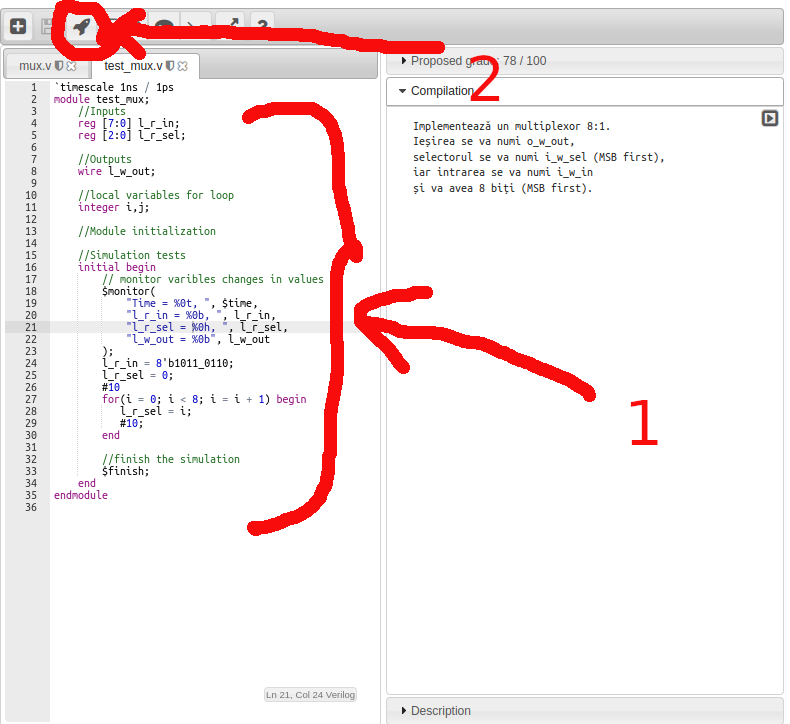 mux.v
test_mux.v
1 `timescale 1ns / 1ps
2 module test_mux;
3 //Inputs
4 reg [7:0] l_r_in;
5 reg [2:0] l_r_sel;
6
7 //Outputs
8 wire l_w_out;
9
10 //local variables for loop
11 integer i,j;
12
13 //Module initialization
14
15 //Simulation tests
16 initial begin
17 // monitor varibles changes in values
18 $monitor(
19 "Time = %0t, ", $time,
20 "l_r_in = %0b, ", l_r_in,
21 "l_r_sel = %0h, ", l_r_sel,
22 "l_w_out = %0b", l_w_out
23 );
24 l_r_in = 8'b1011_0110;
25 l_r_sel = 0;
26 #10
27 for(i = 0; i < 8; i = i + 1) begin
28 l_r_sel = i;
29 #10;
30 end
31
32 //finish the simulation
33 $finish;
34 end
35 endmodule
36
Ln 21, Col 24 Verilog
Proposed grade: 78 / 100
2
Compilation
Implementează un multiplexor 8:1.
Ieșirea se va numi o_w_out,
selectorul se va numi i_w_sel (MSB first),
iar intrarea se va numi i_w_in
și va avea 8 biți (MSB first).
1
Description